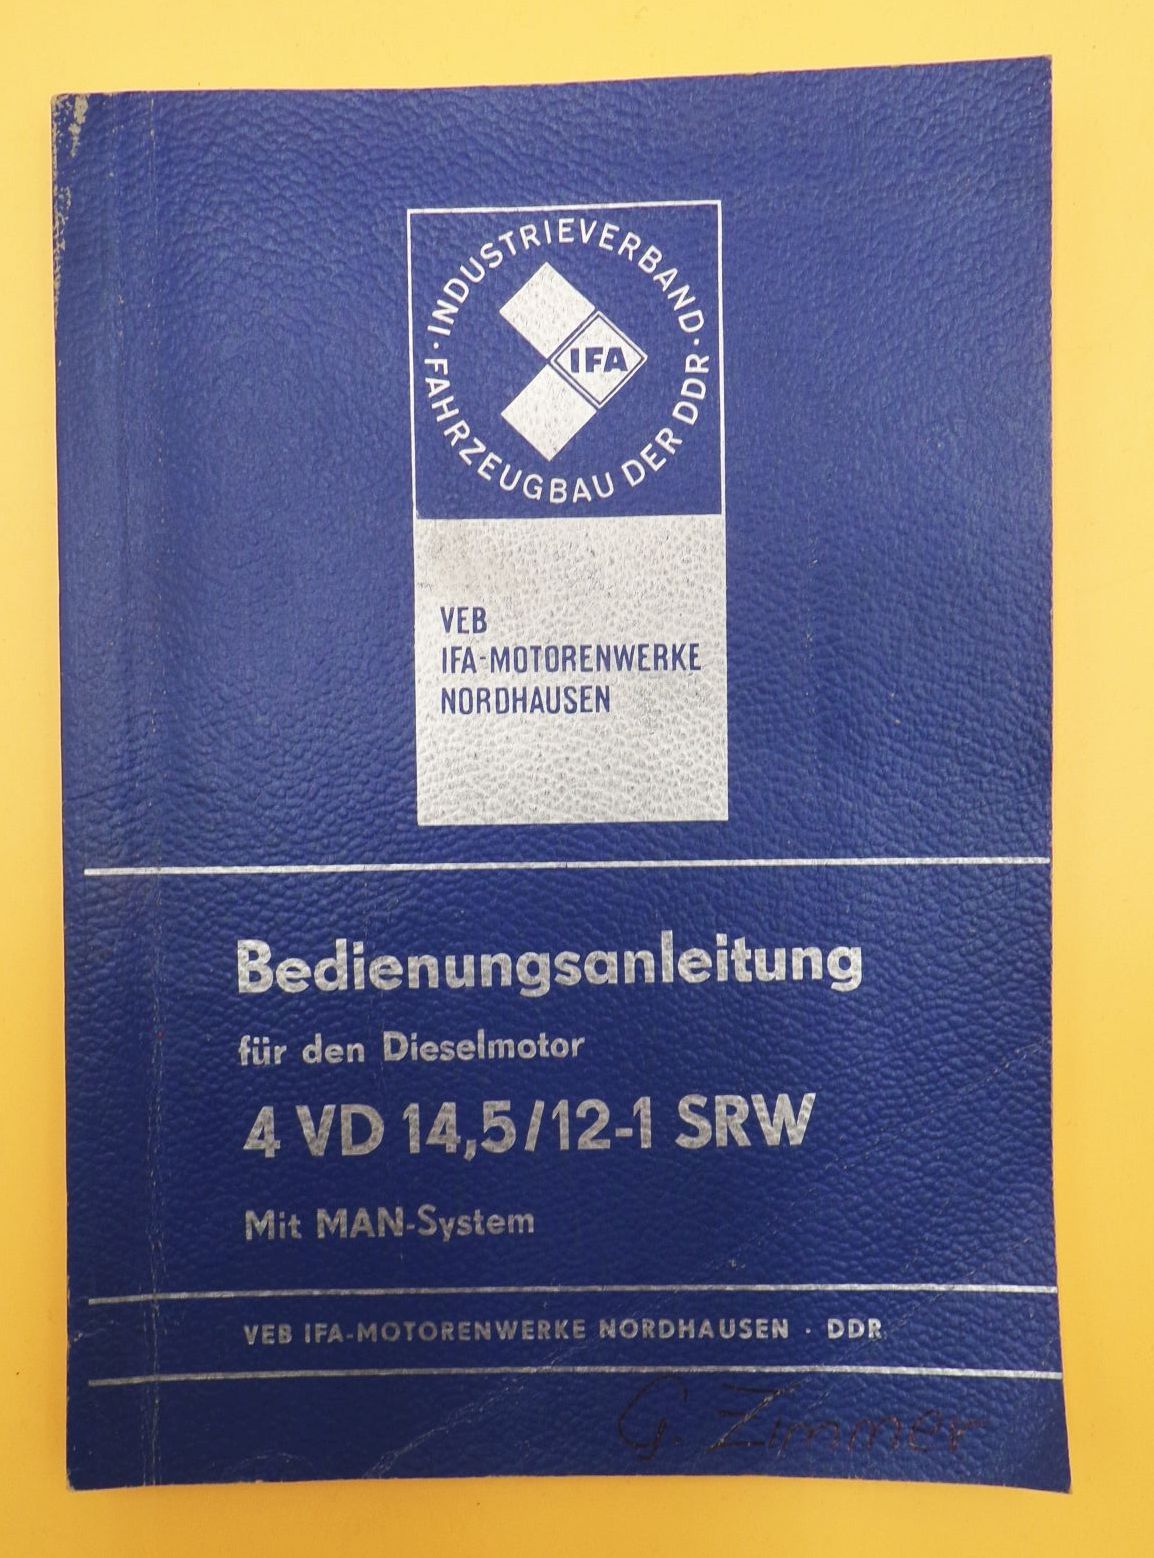 · INDUSTRIEVERBAND ·
FAHRZEUGBAU DER DDR
IFA
VEB
IFA-MOTORENWERKE
NORDHAUSEN
Bedienungsanleitung
für den Dieselmotor
4 VD 14,5/12-1 SRW
Mit MAN-System
VEB IFA-MOTORENWERKE NORDHAUSEN · DDR
G. Zimmer